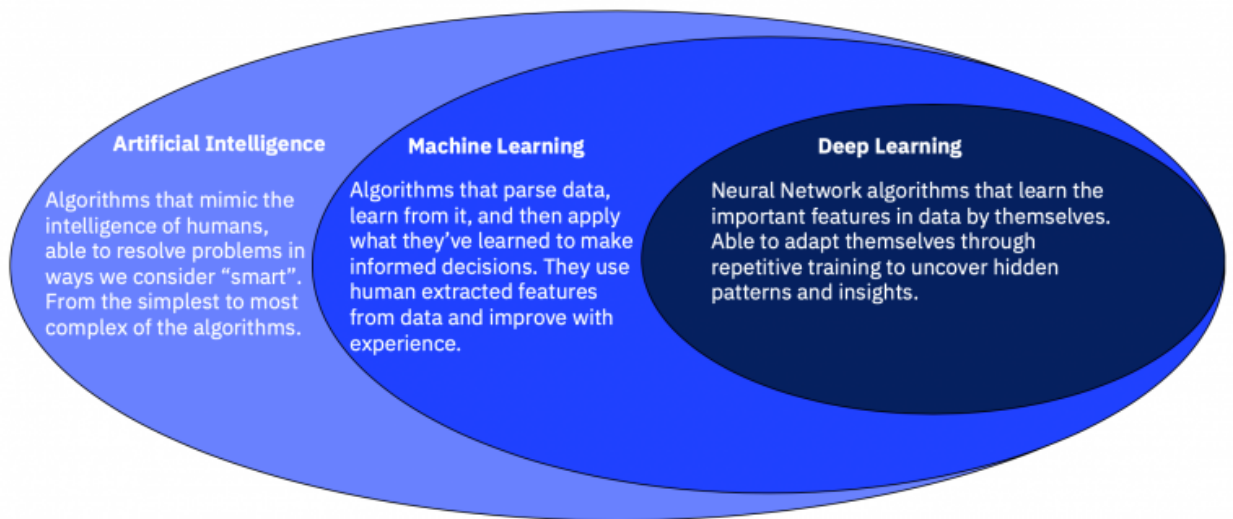 Artificial Intelligence
Algorithms that mimic the
intelligence of humans,
able to resolve problems in
ways we consider “smart”.
From the simplest to most
complex of the algorithms.
Machine Learning
Algorithms that parse data,
learn from it, and then apply
what they’ve learned to make
informed decisions. They use
human extracted features
from data and improve with
experience.
Deep Learning
Neural Network algorithms that learn the
important features in data by themselves.
Able to adapt themselves through
repetitive training to uncover hidden
patterns and insights.